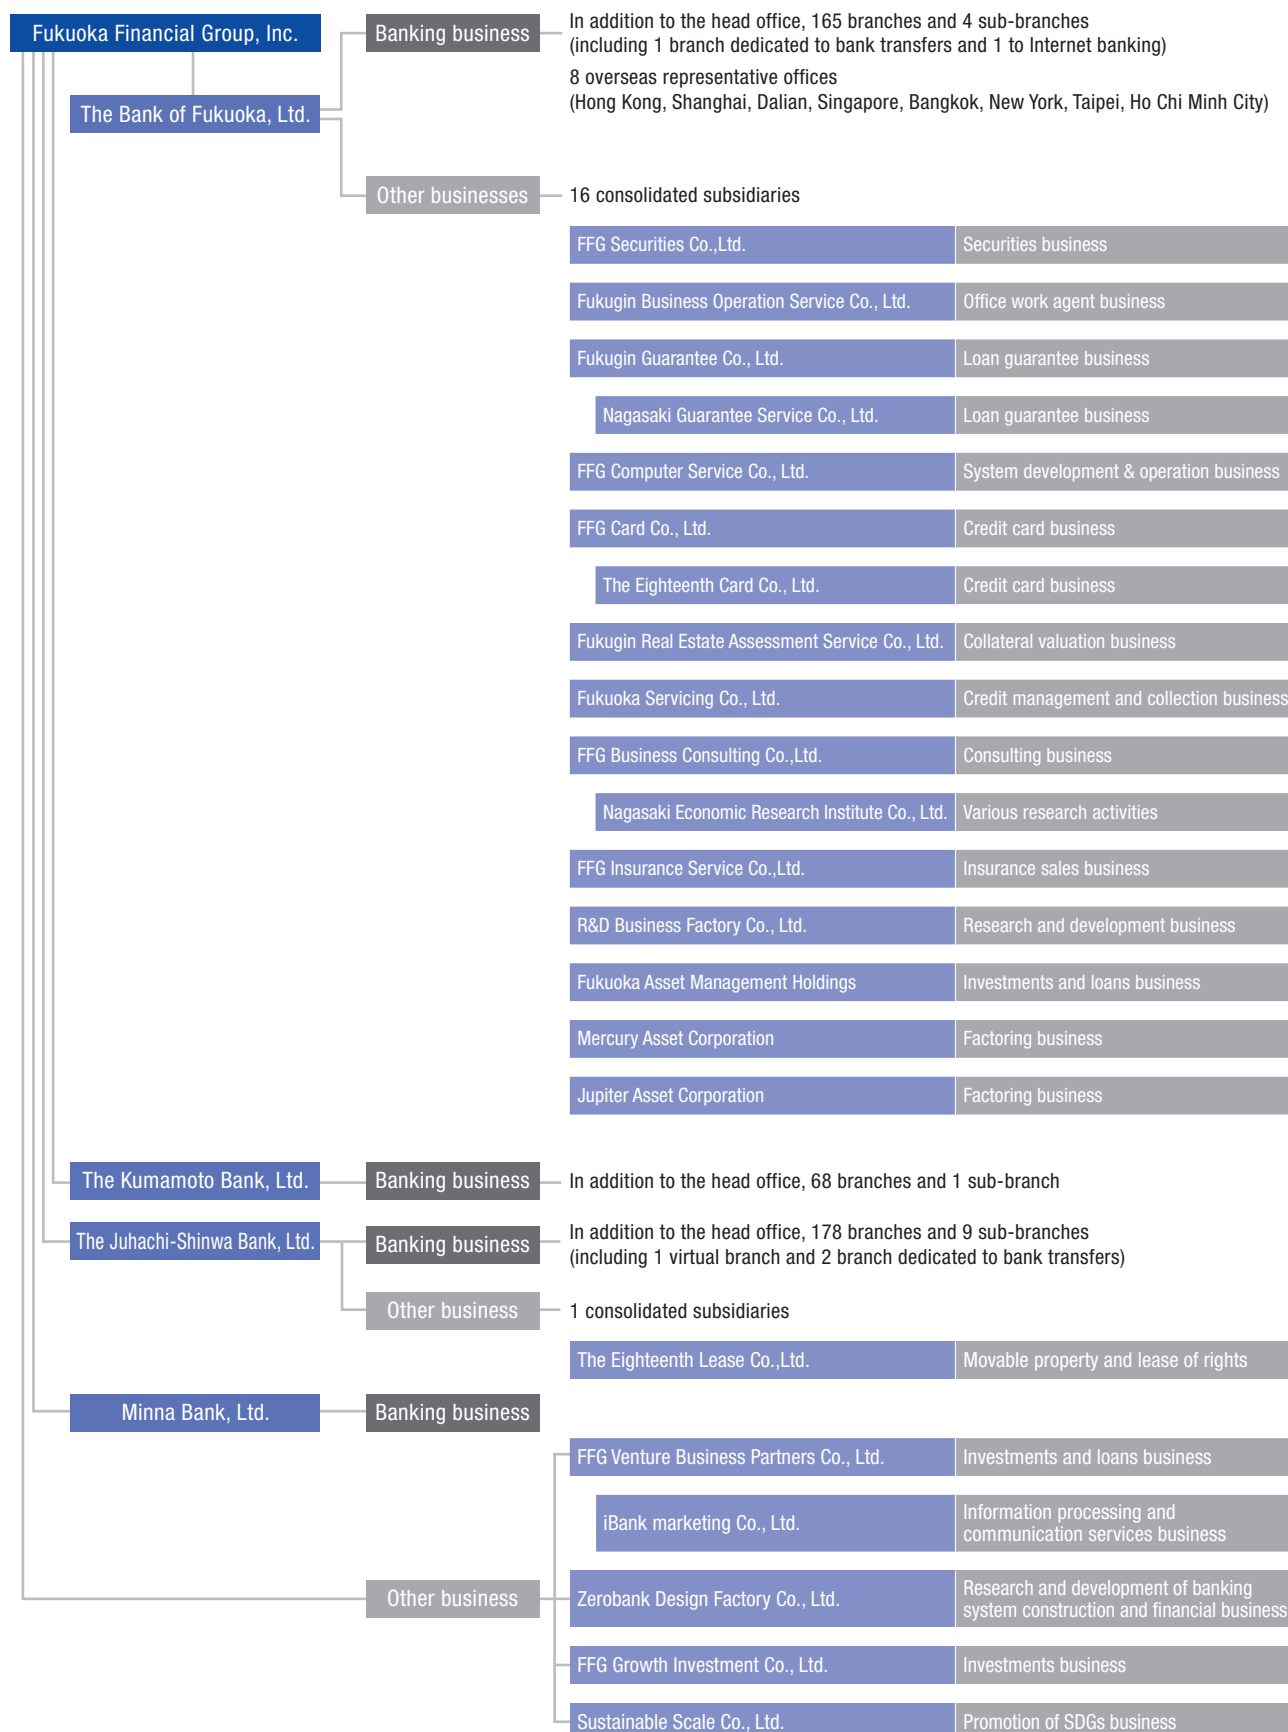 Fukuoka Financial Group, Inc.
Banking business
In addition to the head office, 165 branches and 4 sub-branches
(including 1 branch dedicated to bank transfers and 1 to Internet banking)
8 overseas representative offices
(Hong Kong, Shanghai, Dalian, Singapore, Bangkok, New York, Taipei, Ho Chi Minh City)
The Bank of Fukuoka, Ltd.
Other businesses
16 consolidated subsidiaries
FFG Securities Co.,Ltd.
Securities business
Fukugin Business Operation Service Co., Ltd.
Office work agent business
Fukugin Guarantee Co., Ltd.
Loan guarantee business
Nagasaki Guarantee Service Co., Ltd.
Loan guarantee business
FFG Computer Service Co., Ltd.
System development & operation business
FFG Card Co., Ltd.
Credit card business
The Eighteenth Card Co., Ltd.
Credit card business
Fukugin Real Estate Assessment Service Co., Ltd.
Collateral valuation business
Fukuoka Servicing Co., Ltd.
Credit management and collection business
FFG Business Consulting Co.,Ltd.
Consulting business
Nagasaki Economic Research Institute Co., Ltd.
Various research activities
FFG Insurance Service Co.,Ltd.
Insurance sales business
R&D Business Factory Co., Ltd.
Research and development business
Fukuoka Asset Management Holdings
Investments and loans business
Mercury Asset Corporation
Factoring business
Jupiter Asset Corporation
Factoring business
The Kumamoto Bank, Ltd.
Banking business
In addition to the head office, 68 branches and 1 sub-branch
The Juhachi-Shinwa Bank, Ltd.
Banking business
In addition to the head office, 178 branches and 9 sub-branches
(including 1 virtual branch and 2 branch dedicated to bank transfers)
Other business
1 consolidated subsidiaries
The Eighteenth Lease Co.,Ltd.
Movable property and lease of rights
Minna Bank, Ltd.
Banking business
FFG Venture Business Partners Co., Ltd.
Investments and loans business
iBank marketing Co., Ltd.
Information processing and
communication services business
Other business
Zerobank Design Factory Co., Ltd.
Research and development of banking
system construction and financial business
FFG Growth Investment Co., Ltd.
Investments business
Sustainable Scale Co., Ltd.
Promotion of SDGs business